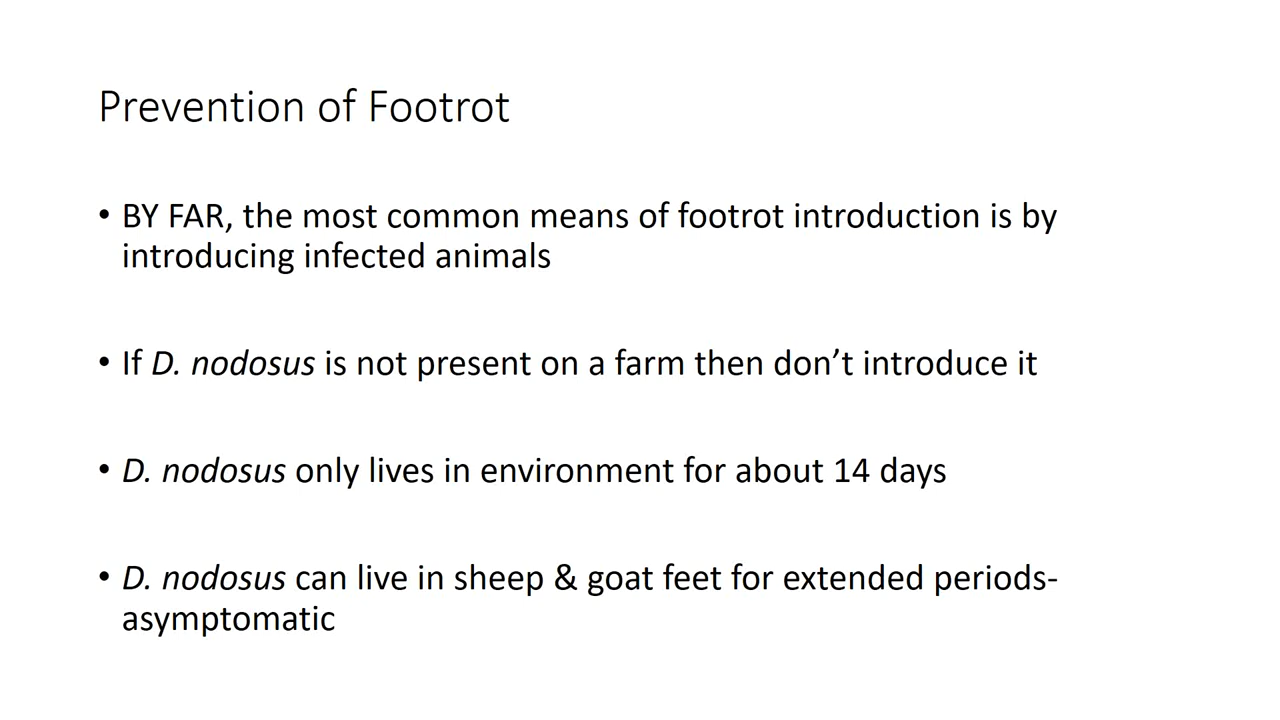 Prevention of Footrot
• BY FAR, the most common means of footrot introduction is by
introducing infected animals
• If D. nodosus is not present on a farm then don’t introduce it
• D. nodosus only lives in environment for about 14 days
• D. nodosus can live in sheep & goat feet for extended periods-
asymptomatic